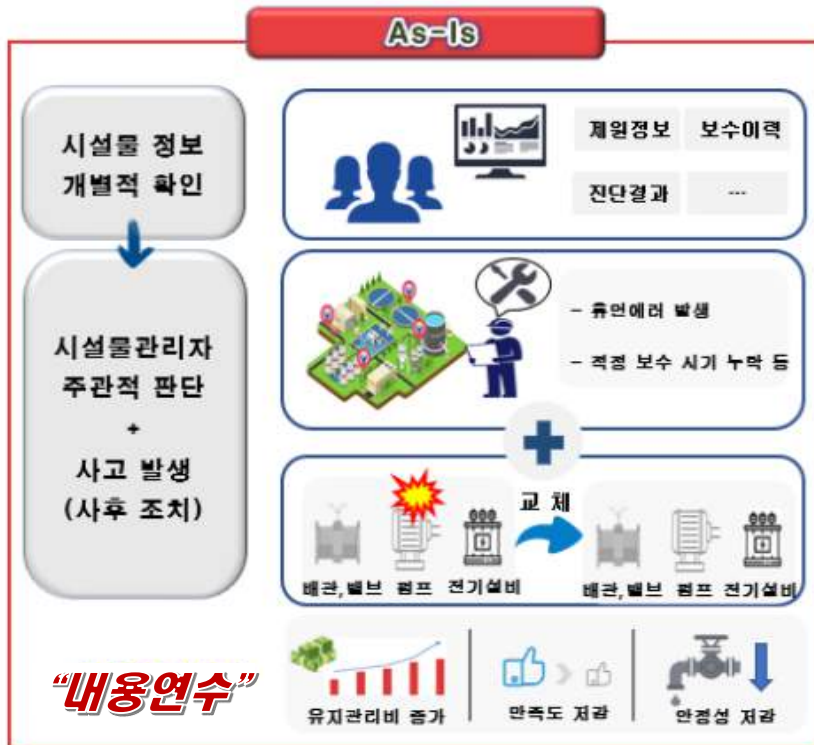 As-Is
시설물 정보
개별적 확인
제원정보 보수이력
진단결과 ---
시설물관리자
주관적 판단
+
사고 발생
(사후 조치)
- 휴먼에러 발생
- 적정 보수 시기 누락 등
교 체
배관,밸브 펌프 전기설비
배관,밸브 펌프 전기설비
“내용연수”
유지관리비 증가
만족도 저감
안정성 저감